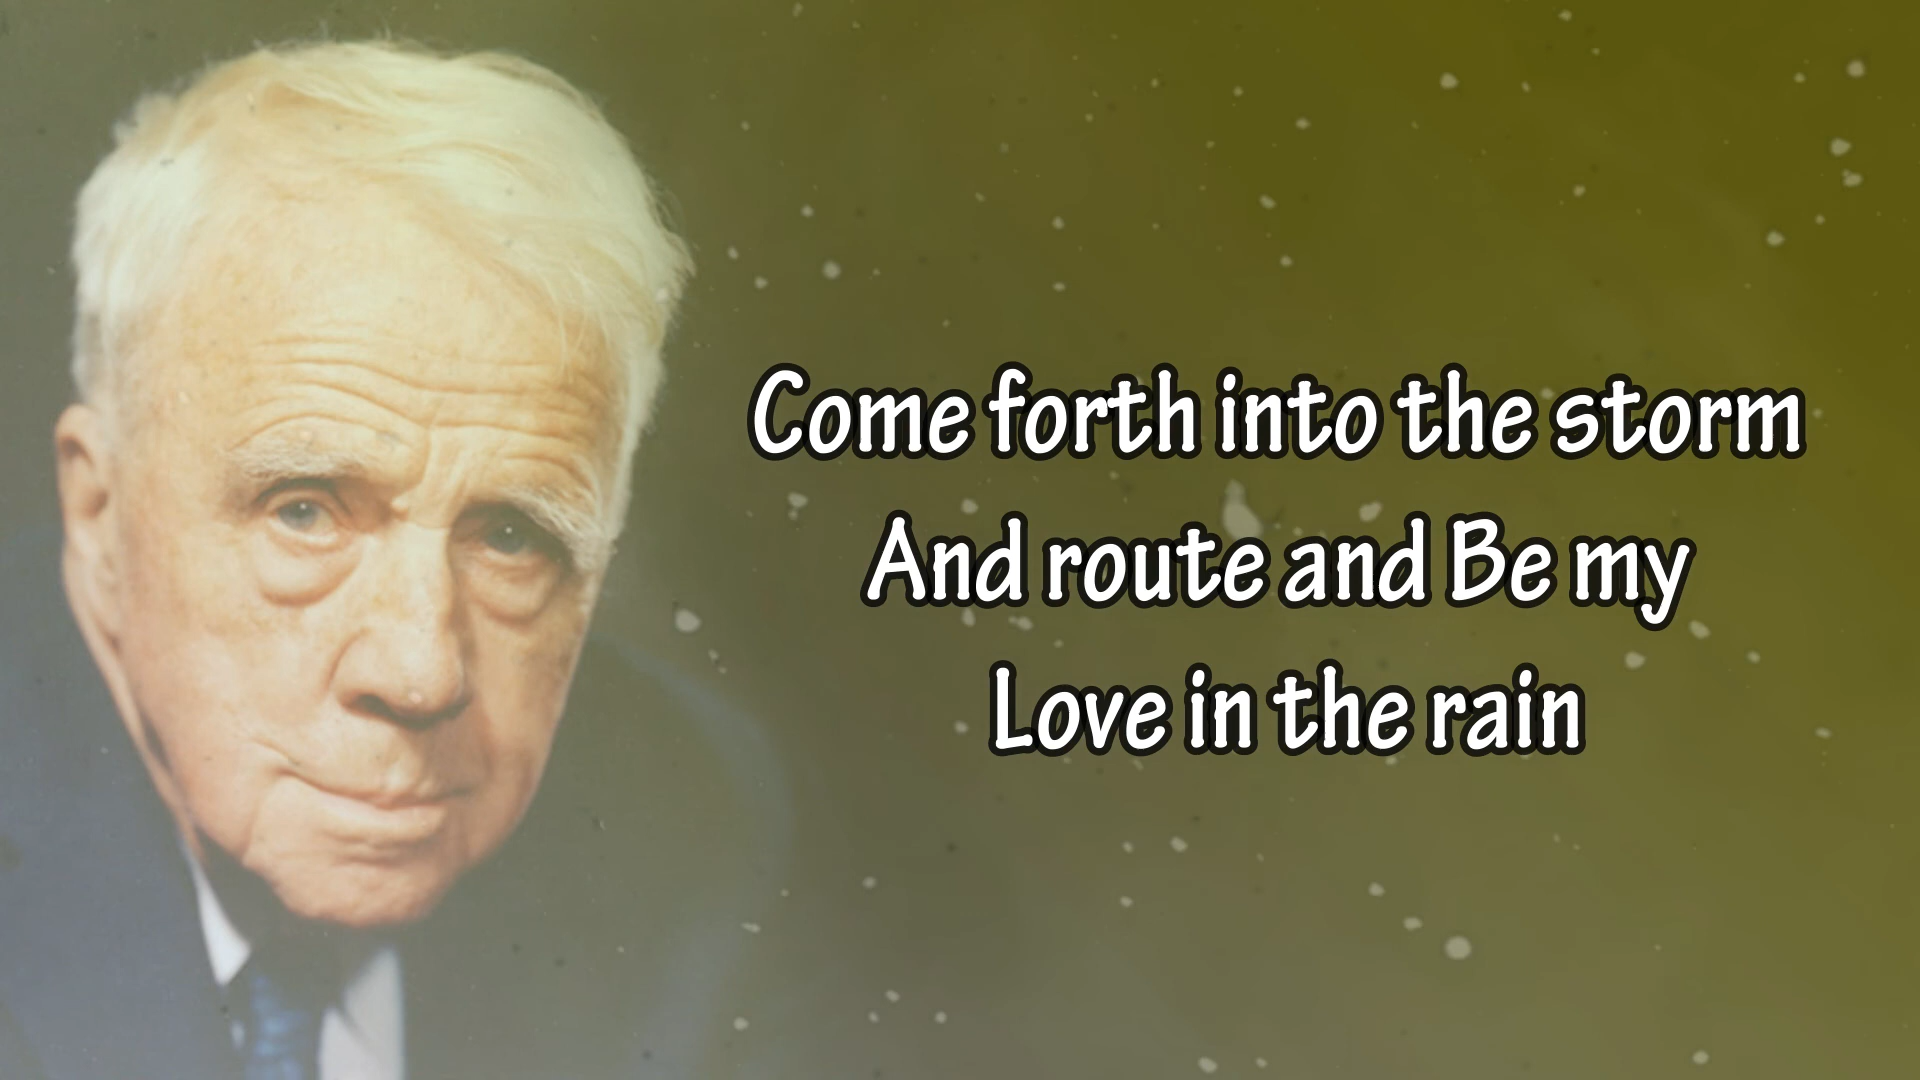 Come forth into the storm
And route and Be my
Love in the rain